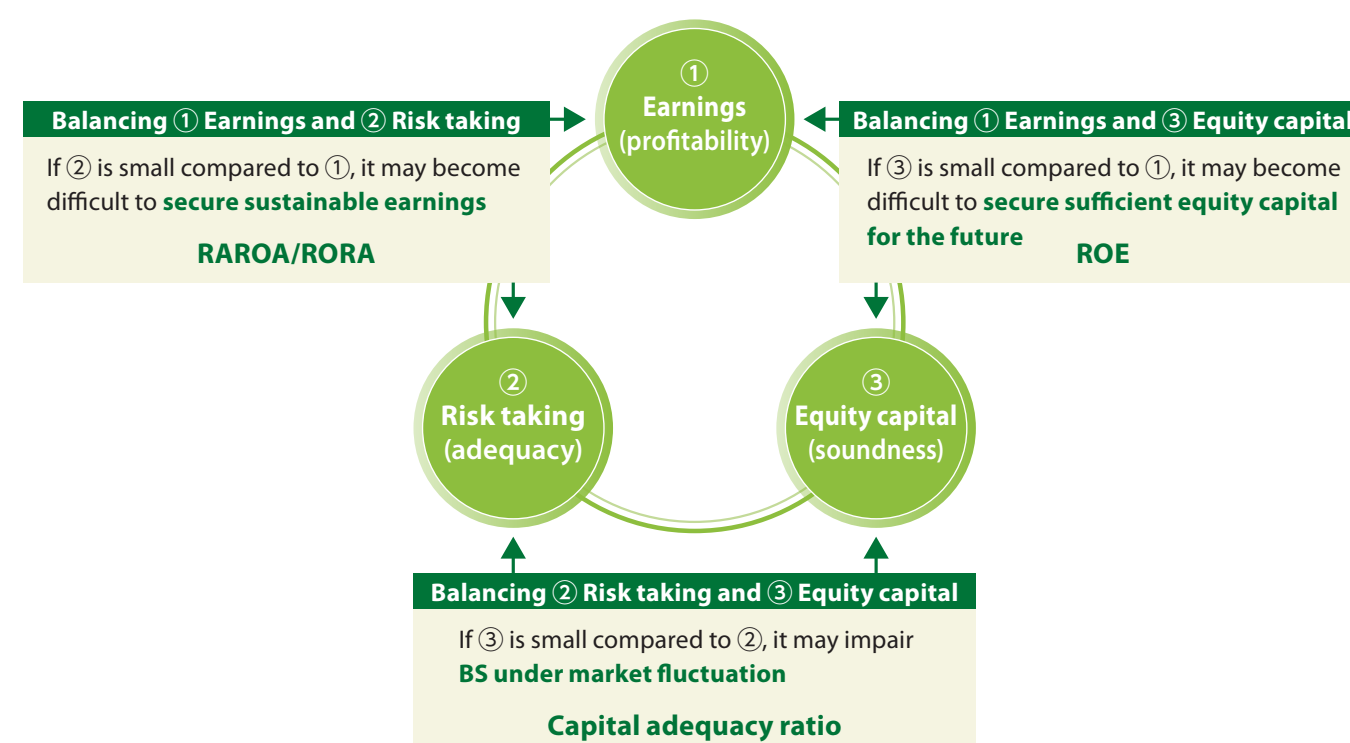 ①
Earnings
(profitability)
Balancing ① Earnings and ② Risk taking
If ② is small compared to ①, it may become
difficult to secure sustainable earnings
RAROA/RORA
Balancing ① Earnings and ③ Equity capital
If ③ is small compared to ①, it may become
difficult to secure sufficient equity capital
for the future
ROE
②
Risk taking
(adequacy)
③
Equity capital
(soundness)
Balancing ② Risk taking and ③ Equity capital
If ③ is small compared to ②, it may impair
BS under market fluctuation
Capital adequacy ratio